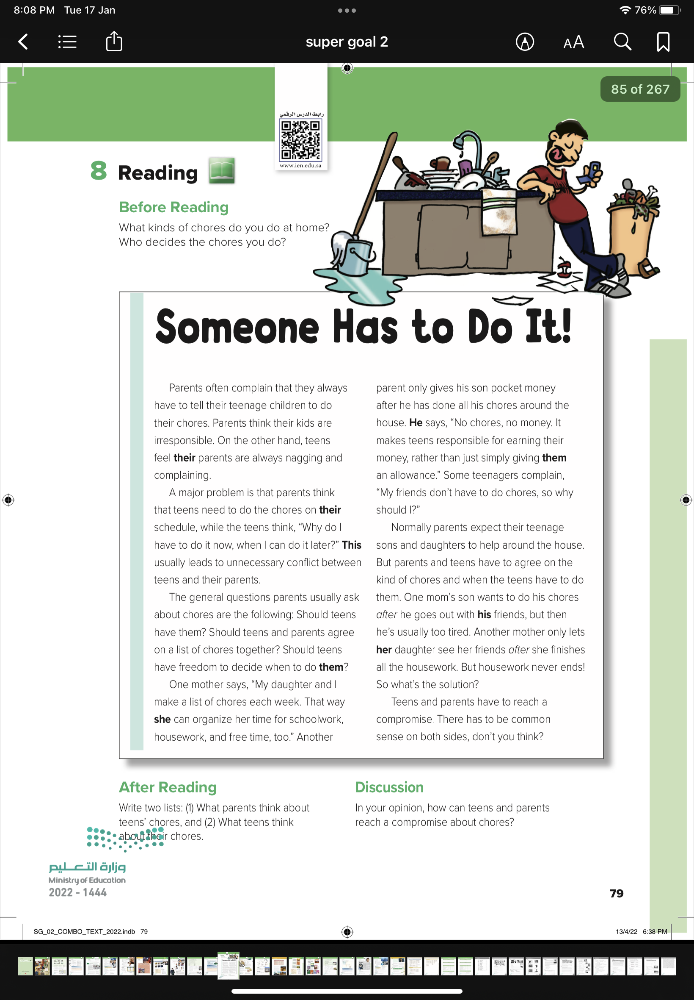 8:08 PM Tue 17 Jan
76%
super goal 2
85 of 267
رابط الدرس الرقمي
www.ien.edu.sa
8 Reading
Before Reading
What kinds of chores do you do at home?
Who decides the chores you do?
Someone Has to Do It!
Parents often complain that they always
have to tell their teenage children to do
their chores. Parents think their kids are
irresponsible. On the other hand, teens
feel their parents are always nagging and
complaining.
A major problem is that parents think
that teens need to do the chores on their
schedule, while the teens think, “Why do I
have to do it now, when I can do it later?” This
usually leads to unnecessary conflict between
teens and their parents.
The general questions parents usually ask
about chores are the following: Should teens
have them? Should teens and parents agree
on a list of chores together? Should teens
have freedom to decide when to do them?
One mother says, “My daughter and I
make a list of chores each week. That way
she can organize her time for schoolwork,
housework, and free time, too.” Another
parent only gives his son pocket money
after he has done all his chores around the
house. He says, “No chores, no money. It
makes teens responsible for earning their
money, rather than just simply giving them
an allowance.” Some teenagers complain,
“My friends don’t have to do chores, so why
should I?”
Normally parents expect their teenage
sons and daughters to help around the house.
But parents and teens have to agree on the
kind of chores and when the teens have to do
them. One mom’s son wants to do his chores
after he goes out with his friends, but then
he’s usually too tired. Another mother only lets
her daughter see her friends after she finishes
all the housework. But housework never ends!
So what’s the solution?
Teens and parents have to reach a
compromise. There has to be common
sense on both sides, don’t you think?
After Reading
Write two lists: (1) What parents think about
teens’ chores, and (2) What teens think
about their chores.
Discussion
In your opinion, how can teens and parents
reach a compromise about chores?
وزارة التعليم
Ministry of Education
2022 - 1444
79
SG_02_COMBO_TEXT_2022.indb 79
13/4/22 6:38 PM